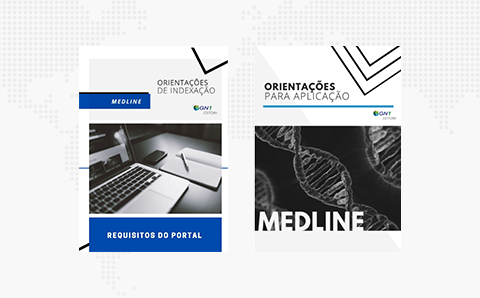 ORIENTAÇÕES
DE INDEXAÇÃO
MEDLINE
GN1
EDITORA
REQUISITOS DO PORTAL
ORIENTAÇÕES
PARA APLICAÇÃO
GN1
EDITORA
MEDLINE